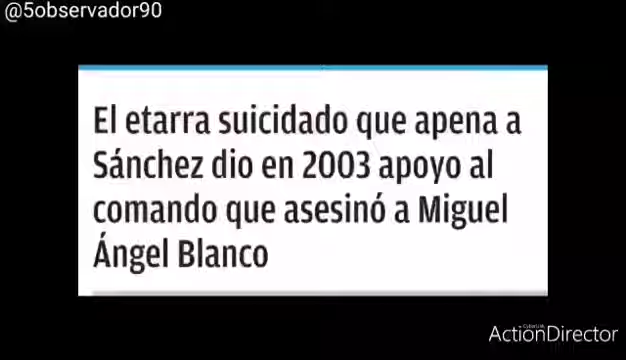 @5observador90
El etarra suicidado que apena a
Sánchez dio en 2003 apoyo al
comando que asesinó a Miguel
Ángel Blanco
CyberLink
ActionDirector